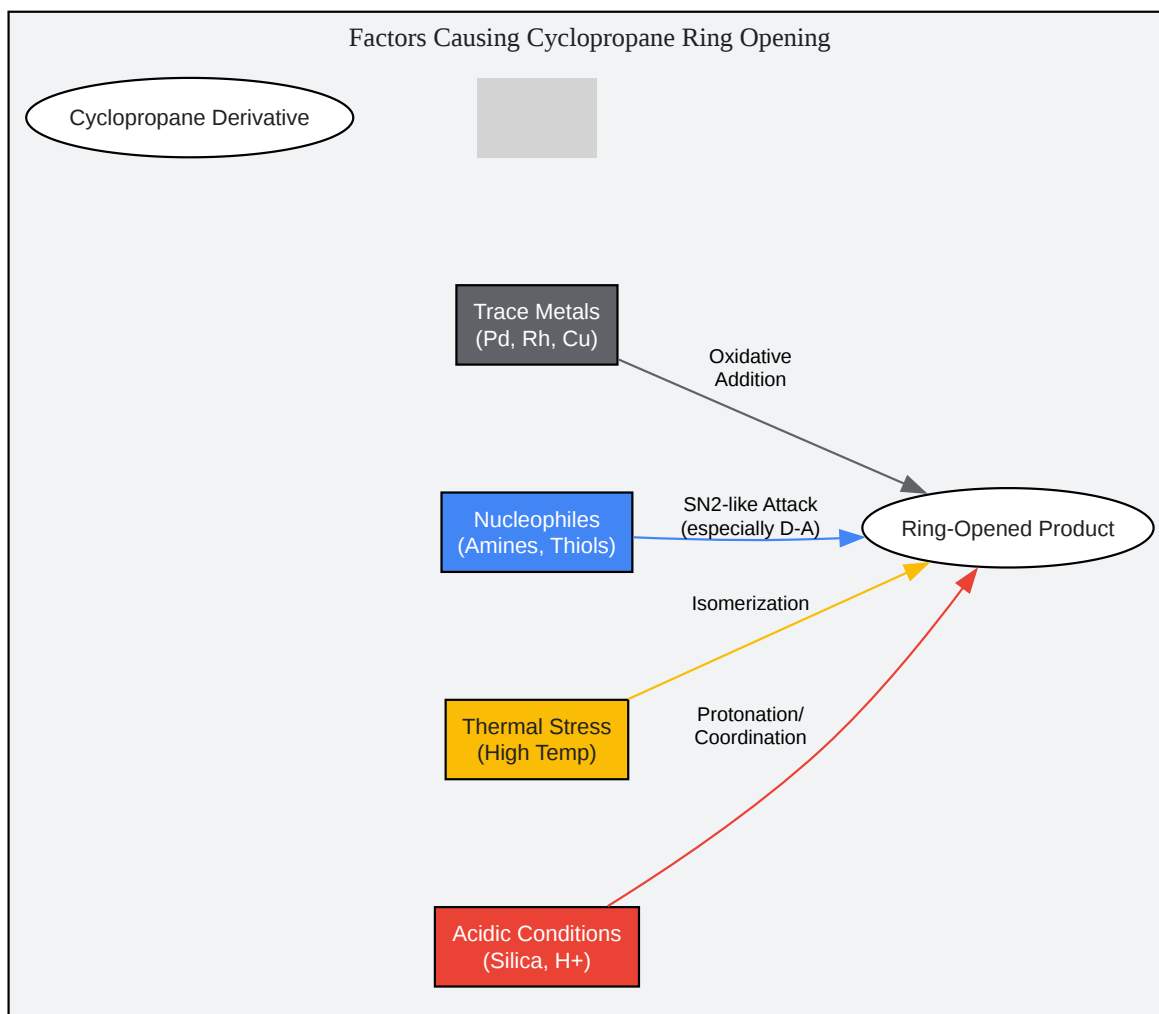 Factors Causing Cyclopropane Ring Opening
Cyclopropane Derivative
Trace Metals
(Pd, Rh, Cu)
Oxidative
Addition
Nucleophiles
(Amines, Thiols)
SN2-like Attack
(especially D-A)
Ring-Opened Product
Isomerization
Thermal Stress
(High Temp)
Protonation/
Coordination
Acidic Conditions
(Silica, H+)